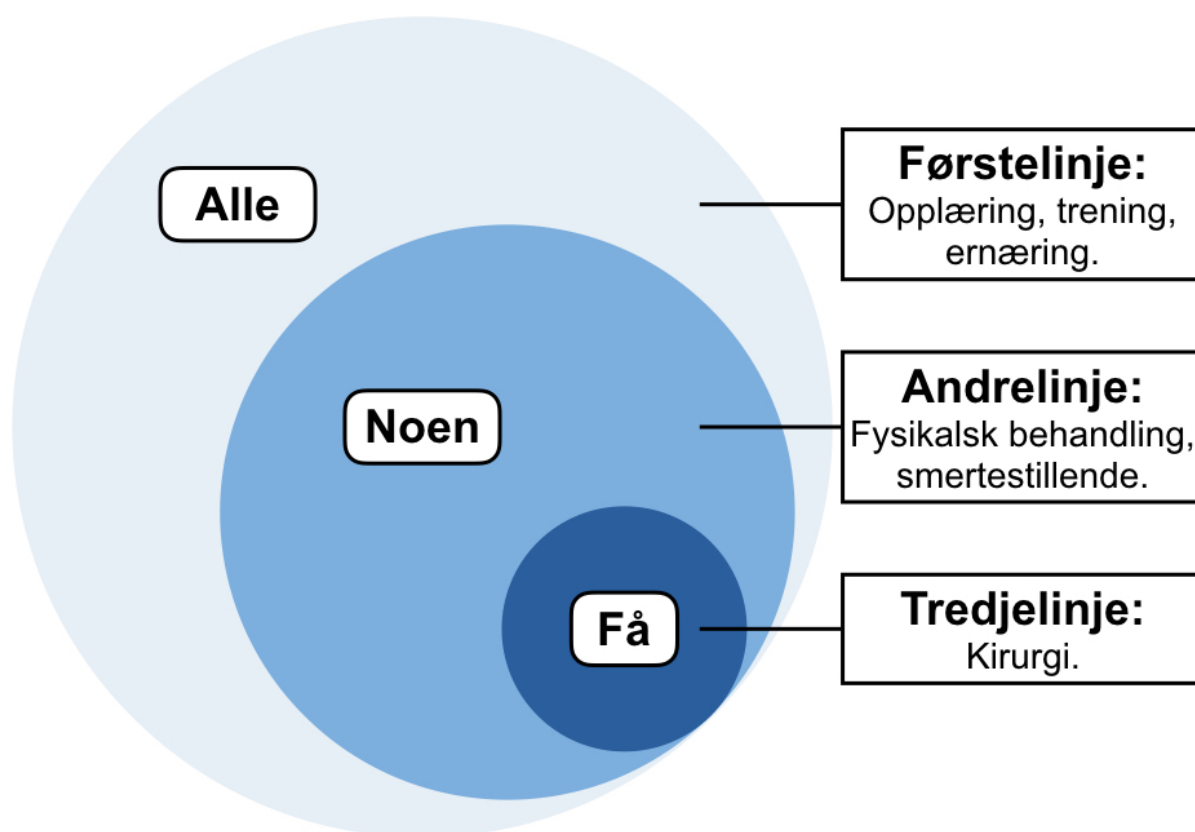 Alle
Førstelinje:
Opplæring, trening,
ernæring.
Noen
Andrelinje:
Fysikalsk behandling,
smertestillende.
Få
Tredjelinje:
Kirurgi.